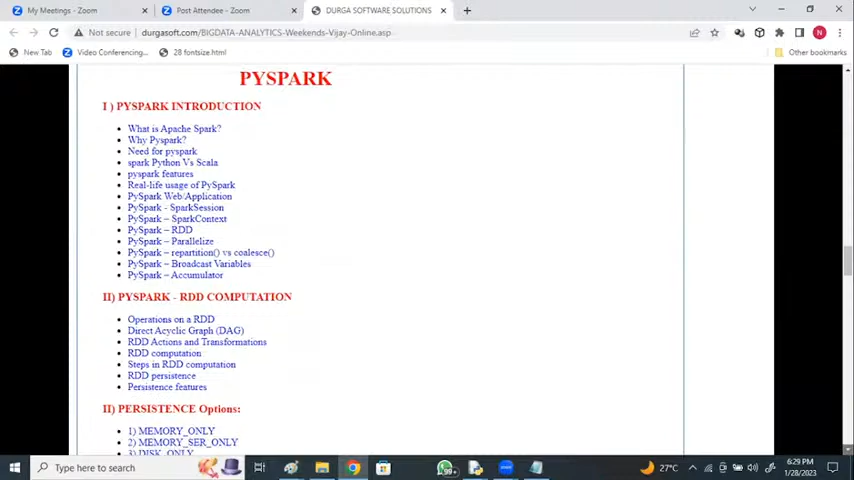 My Meetings - Zoom
Post Attendee - Zoom
DURGA SOFTWARE SOLUTIONS
Not secure
durgasoft.com/BIGDATA-ANALYTICS-Weekends-Vijay-Online.asp
N
New Tab
Video Conferencing...
28 fontsize.html
Other bookmarks
PYSPARK
I ) PYSPARK INTRODUCTION
What is Apache Spark?
Why Pyspark?
Need for pyspark
spark Python Vs Scala
pyspark features
Real-life usage of PySpark
PySpark Web/Application
PySpark - SparkSession
PySpark – SparkContext
PySpark – RDD
PySpark – Parallelize
PySpark – repartition() vs coalesce()
PySpark – Broadcast Variables
PySpark – Accumulator
II) PYSPARK - RDD COMPUTATION
Operations on a RDD
Direct Acyclic Graph (DAG)
RDD Actions and Transformations
RDD computation
Steps in RDD computation
RDD persistence
Persistence features
II) PERSISTENCE Options:
1) MEMORY_ONLY
2) MEMORY_SER_ONLY
3) DISK_ONLY
Type here to search
99+
27°C
6:29 PM
1/28/2023